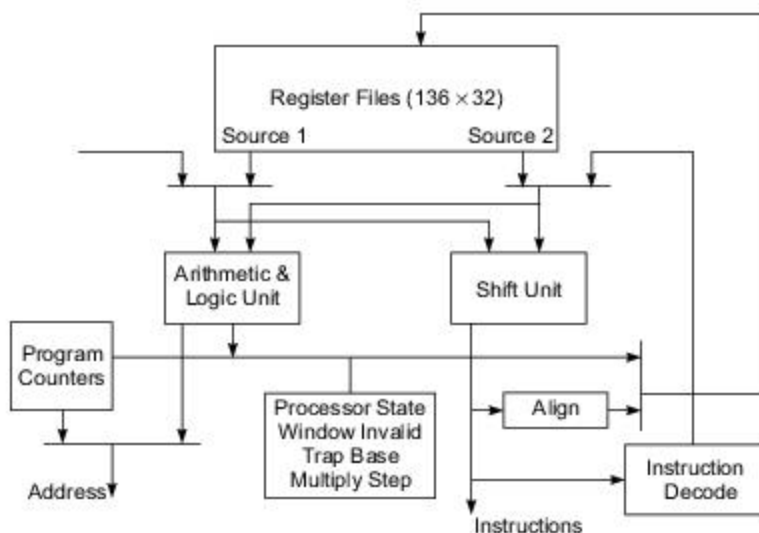 Register Files (136 × 32)
Source 1
Source 2
Arithmetic &
Logic Unit
Shift Unit
Program
Counters
Processor State
Window Invalid
Trap Base
Multiply Step
Align
Instruction
Decode
Address
Instructions